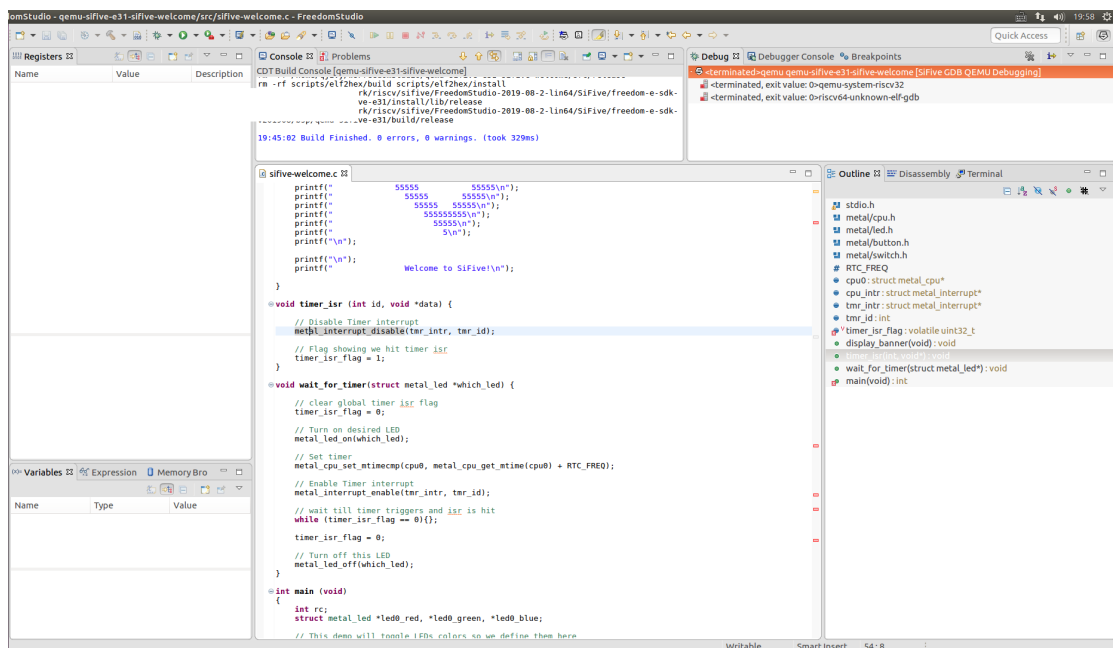 domStudio - qemu-sifive-e31-sifive-welcome/src/sifive-welcome.c - FreedomStudio
19:58
Quick Access
Registers
Name Value Description
Console Problems
CDT Build Console [qemu-sifive-e31-sifive-welcome]
rm -rf scripts/elf2hex/build scripts/elf2hex/install
rk/riscv/sifive/FreedomStudio-2019-08-2-lin64/SiFive/freedom-e-sdk-
ve-e31/install/lib/release
rk/riscv/sifive/FreedomStudio-2019-08-2-lin64/SiFive/freedom-e-sdk-
ve-e31/build/release
19:45:02 Build Finished. 0 errors, 0 warnings. (took 329ms)
Debug Debugger Console Breakpoints
<terminated>qemu qemu-sifive-e31-sifive-welcome [SiFive GDB QEMU Debugging]
<terminated, exit value: 0>qemu-system-riscv32
<terminated, exit value: 0>riscv64-unknown-elf-gdb
sifive-welcome.c
printf(" 55555 55555\n");
printf(" 55555 55555\n");
printf(" 55555 55555\n");
printf(" 555555555\n");
printf(" 55555\n");
printf(" 5\n");
printf("\n");
printf("\n");
printf(" Welcome to SiFive!\n");
}
void timer_isr (int id, void *data) {
// Disable Timer interrupt
metal_interrupt_disable(tmr_intr, tmr_id);
// Flag showing we hit timer isr
timer_isr_flag = 1;
}
void wait_for_timer(struct metal_led *which_led) {
// clear global timer isr flag
timer_isr_flag = 0;
// Turn on desired LED
metal_led_on(which_led);
// Set timer
metal_cpu_set_mtimecmp(cpu0, metal_cpu_get_mtime(cpu0) + RTC_FREQ);
// Enable Timer interrupt
metal_interrupt_enable(tmr_intr, tmr_id);
// wait till timer triggers and isr is hit
while (timer_isr_flag == 0){};
timer_isr_flag = 0;
// Turn off this LED
metal_led_off(which_led);
}
int main (void)
{
int rc;
struct metal_led *led0_red, *led0_green, *led0_blue;
// This demo will toggle LEDs colors so we define them here
Outline Disassembly Terminal
stdio.h
metal/cpu.h
metal/led.h
metal/button.h
metal/switch.h
RTC_FREQ
cpu0 : struct metal_cpu*
cpu_intr : struct metal_interrupt*
tmr_intr : struct metal_interrupt*
tmr_id : int
timer_isr_flag : volatile uint32_t
display_banner(void) : void
timer_isr(int, void*) : void
wait_for_timer(struct metal_led*) : void
main(void) : int
Variables Expression Memory Bro
Name Type Value
Writable Smart Insert 54 : 8